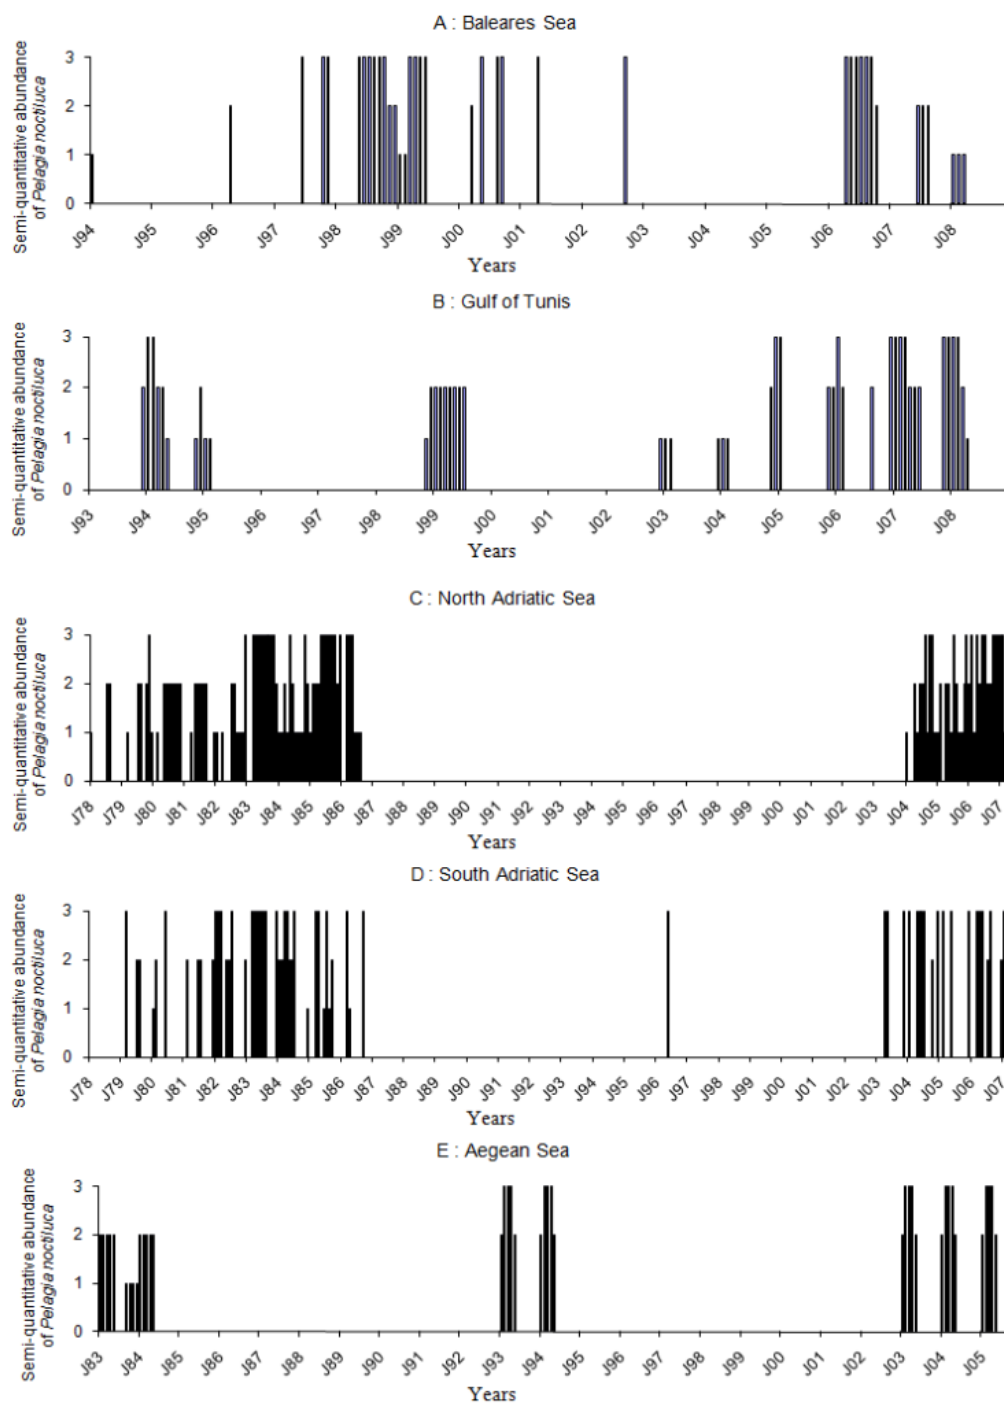 A : Baleares Sea
Semi-quantitative abundance
of Pelagia noctiluca
3
2
1
0
J94 J95 J96 J97 J98 J99 J00 J01 J02 J03 J04 J05 J06 J07 J08
Years
B : Gulf of Tunis
Semi-quantitative abundance
of Pelagia noctiluca
3
2
1
0
J93 J94 J95 J96 J97 J98 J99 J00 J01 J02 J03 J04 J05 J06 J07 J08
Years
C : North Adriatic Sea
Semi-quantitative abundance
of Pelagia noctiluca
3
2
1
0
J78 J79 J80 J81 J82 J83 J84 J85 J86 J87 J88 J89 J90 J91 J92 J93 J94 J95 J96 J97 J98 J99 J00 J01 J02 J03 J04 J05 J06 J07
Years
D : South Adriatic Sea
Semi-quantitative abundance
of Pelagia noctiluca
3
2
1
0
J78 J79 J80 J81 J82 J83 J84 J85 J86 J87 J88 J89 J90 J91 J92 J93 J94 J95 J96 J97 J98 J99 J00 J01 J02 J03 J04 J05 J06 J07
Years
E : Aegean Sea
Semi-quantitative abundance
of Pelagia noctiluca
3
2
1
0
J83 J84 J85 J86 J87 J88 J89 J90 J91 J92 J93 J94 J95 J96 J97 J98 J99 J00 J01 J02 J03 J04 J05
Years